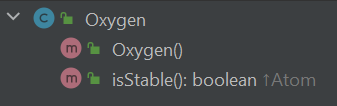 C Oxygen
m Oxygen()
m isStable(): boolean ↑Atom